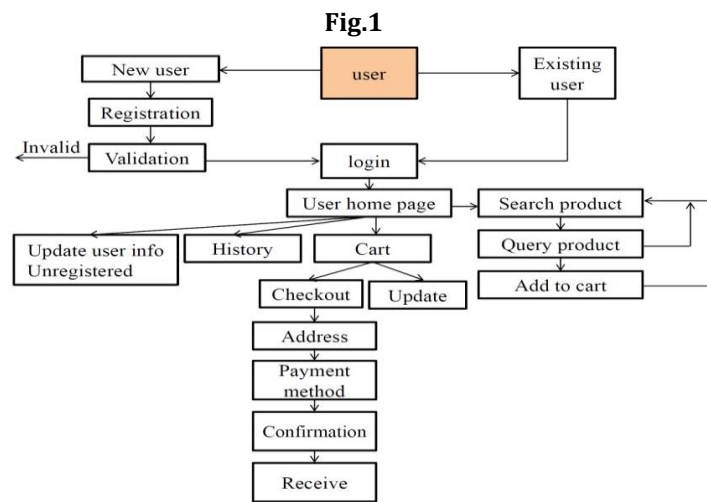 Fig.1
New user
user
Existing
user
Registration
Invalid
Validation
login
User home page
Search product
Update user info
Unregistered
History
Cart
Query product
Checkout
Update
Add to cart
Address
Payment
method
Confirmation
Receive